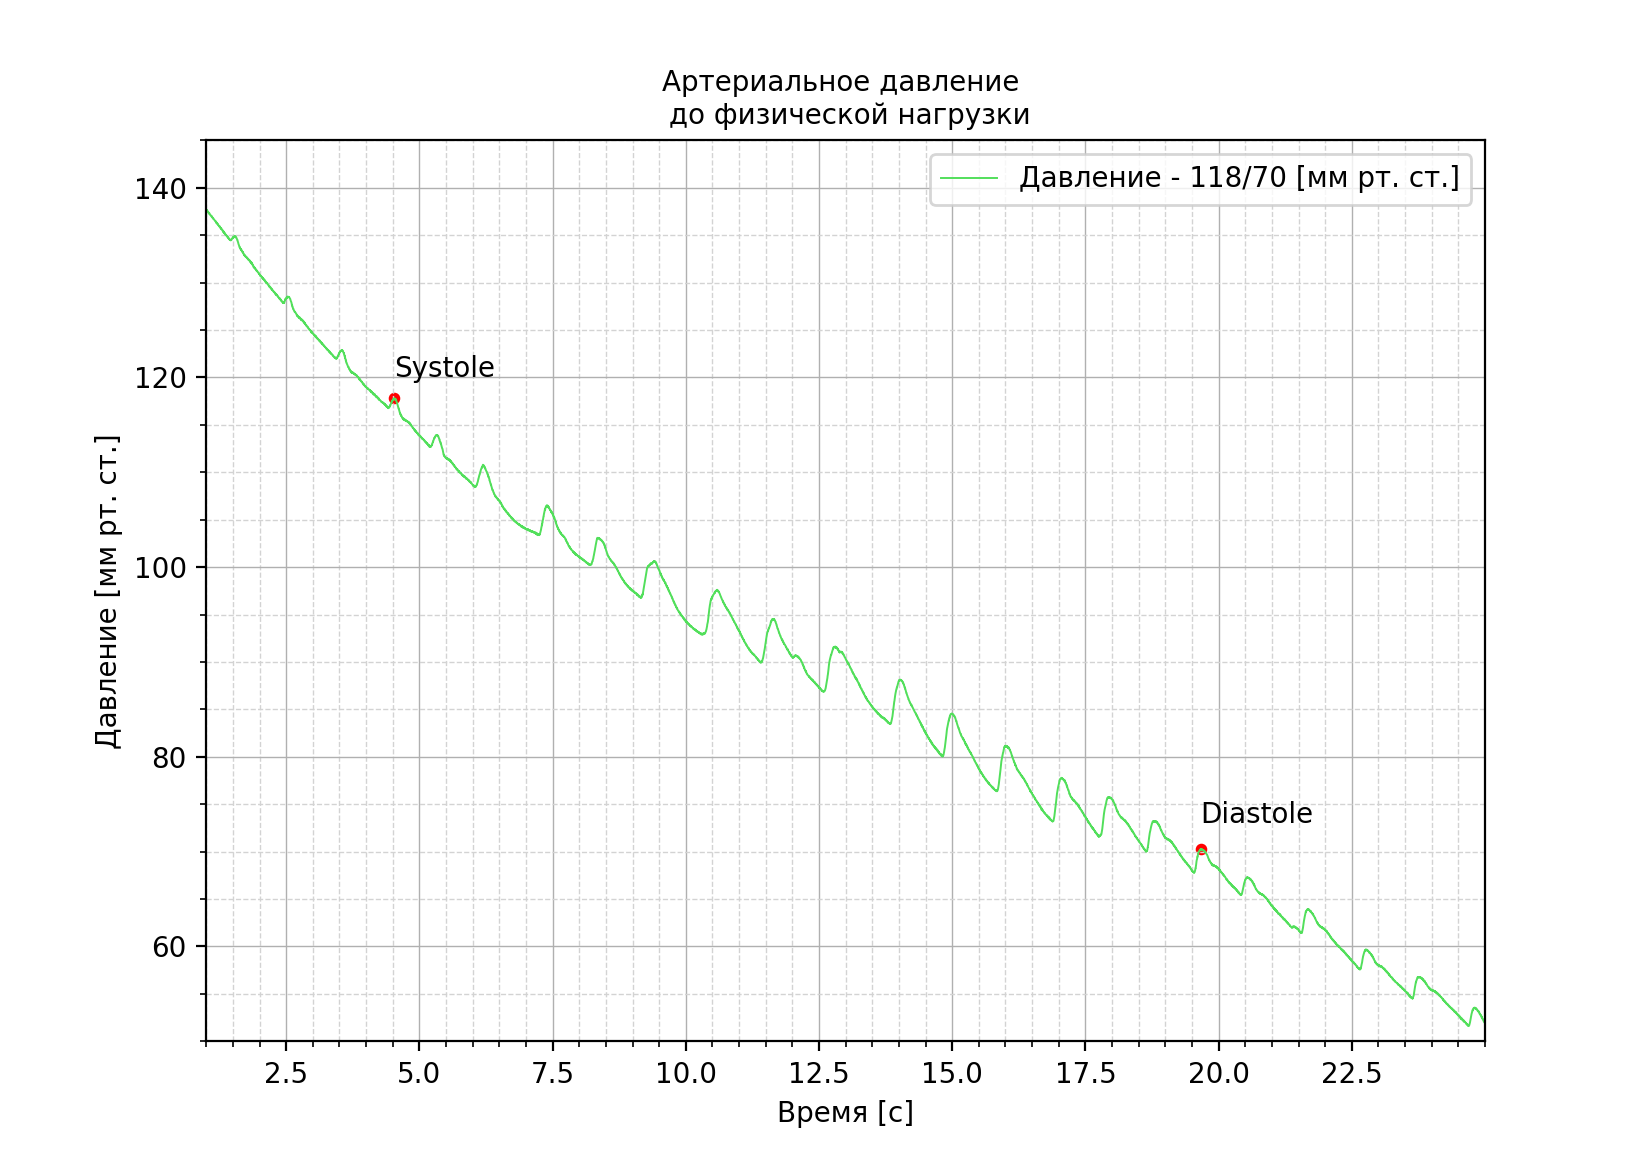 Артериальное давление
до физической нагрузки
Давление - 118/70 [мм рт. ст.]
140
120
100
80
60
Давление [мм рт. ст.]
Systole
Diastole
2.5 5.0 7.5 10.0 12.5 15.0 17.5 20.0 22.5
Время [с]